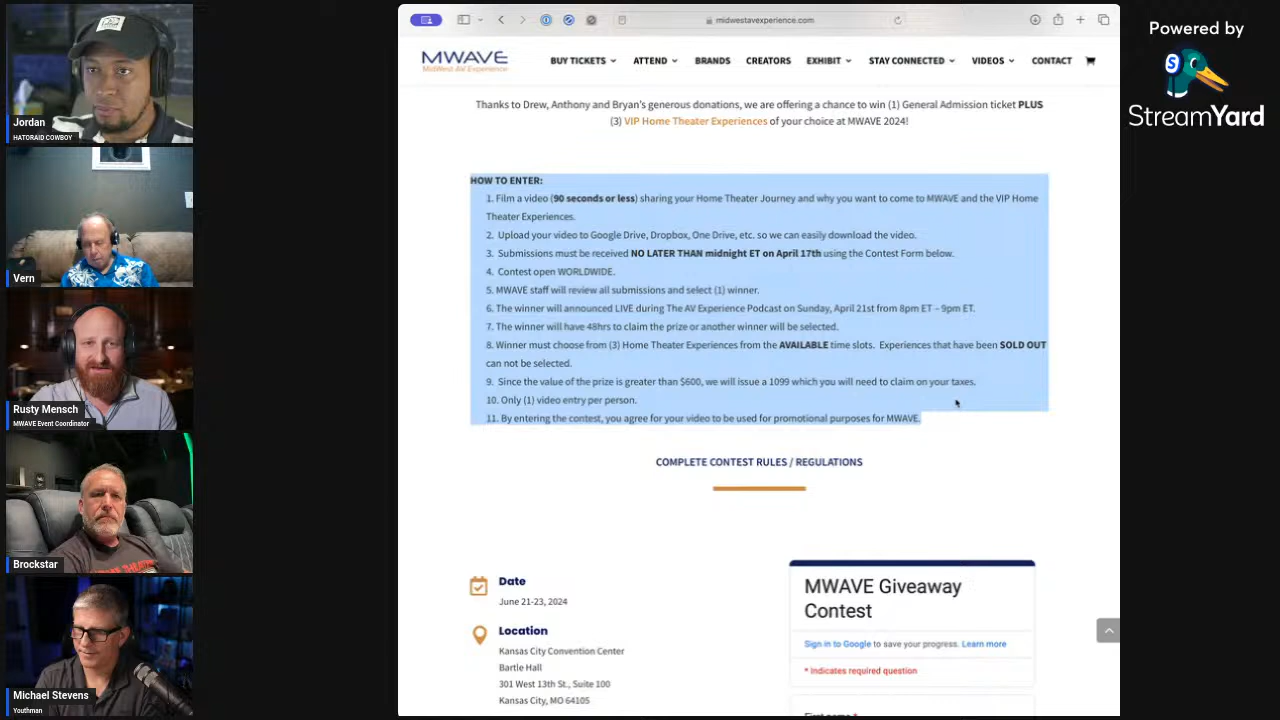 Jordan
HATORAID COWBOY
Vern
Rusty Mensch
MWAVE Event Coordinator
Brockstar
Michael Stevens
Youthman
midwestavexperience.com
MWAVE
MidWest AV Experience
BUY TICKETS
ATTEND
BRANDS
CREATORS
EXHIBIT
STAY CONNECTED
VIDEOS
CONTACT
Thanks to Drew, Anthony and Bryan's generous donations, we are offering a chance to win (1) General Admission ticket PLUS
(3) VIP Home Theater Experiences of your choice at MWAVE 2024!
HOW TO ENTER:
1. Film a video (90 seconds or less) sharing your Home Theater Journey and why you want to come to MWAVE and the VIP Home
Theater Experiences.
2. Upload your video to Google Drive, Dropbox, One Drive, etc. so we can easily download the video.
3. Submissions must be received NO LATER THAN midnight ET on April 17th using the Contest Form below.
4. Contest open WORLDWIDE.
5. MWAVE staff will review all submissions and select (1) winner.
6. The winner will announced LIVE during The AV Experience Podcast on Sunday, April 21st from 8pm ET – 9pm ET.
7. The winner will have 48hrs to claim the prize or another winner will be selected.
8. Winner must choose from (3) Home Theater Experiences from the AVAILABLE time slots. Experiences that have been SOLD OUT
can not be selected.
9. Since the value of the prize is greater than $600, we will issue a 1099 which you will need to claim on your taxes.
10. Only (1) video entry per person.
11. By entering the contest, you agree for your video to be used for promotional purposes for MWAVE.
COMPLETE CONTEST RULES / REGULATIONS
Date
June 21-23, 2024
Location
Kansas City Convention Center
Bartle Hall
301 West 13th St., Suite 100
Kansas City, MO 64105
MWAVE Giveaway
Contest
Sign in to Google to save your progress. Learn more
* Indicates required question
First name *
Powered by
S
StreamYard